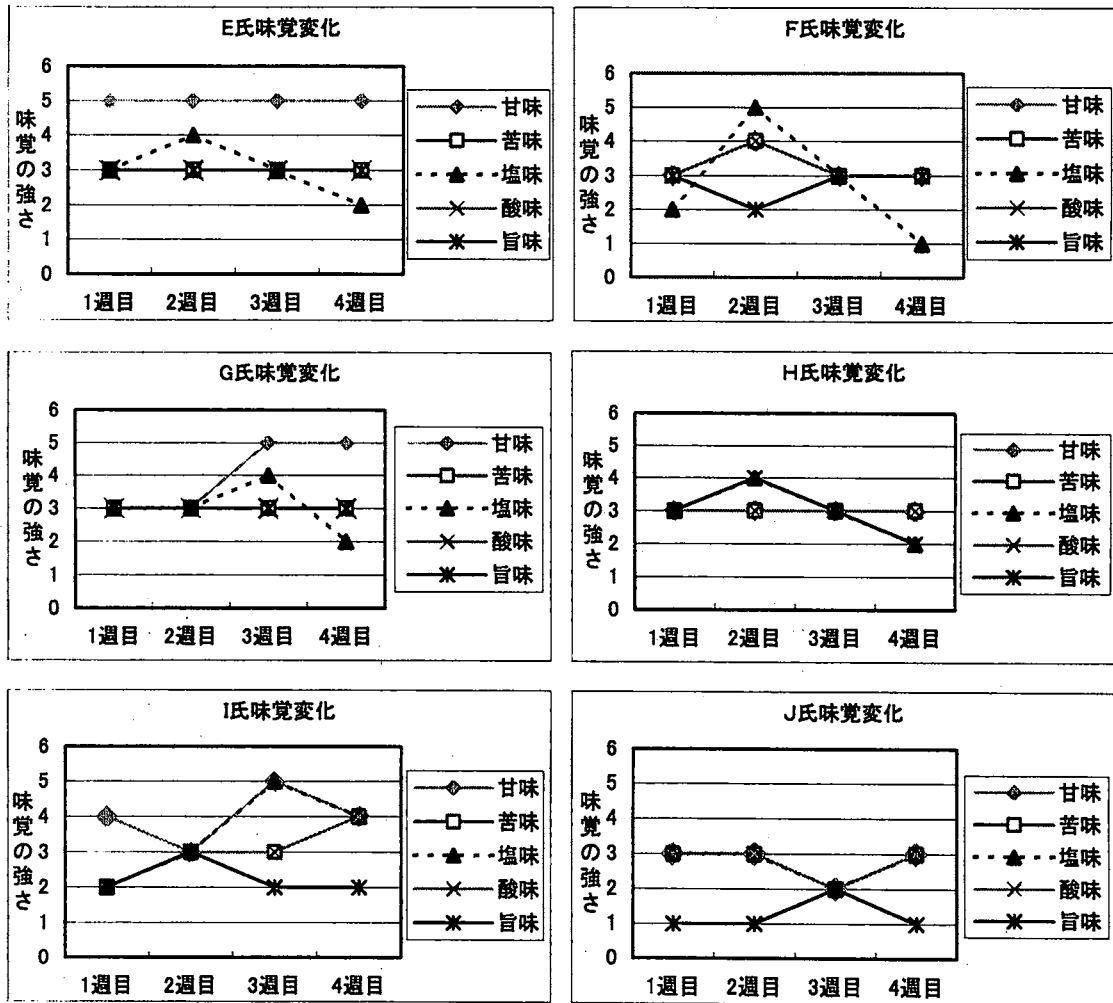 E氏味覚変化
味覚の強さ
6
5
4
3
2
1
0
1週目 2週目 3週目 4週目
甘味
苦味
塩味
酸味
旨味
F氏味覚変化
味覚の強さ
6
5
4
3
2
1
0
1週目 2週目 3週目 4週目
甘味
苦味
塩味
酸味
旨味
G氏味覚変化
味覚の強さ
6
5
4
3
2
1
0
1週目 2週目 3週目 4週目
甘味
苦味
塩味
酸味
旨味
H氏味覚変化
味覚の強さ
6
5
4
3
2
1
0
1週目 2週目 3週目 4週目
甘味
苦味
塩味
酸味
旨味
I氏味覚変化
味覚の強さ
6
5
4
3
2
1
0
1週目 2週目 3週目 4週目
甘味
苦味
塩味
酸味
旨味
J氏味覚変化
味覚の強さ
6
5
4
3
2
1
0
1週目 2週目 3週目 4週目
甘味
苦味
塩味
酸味
旨味